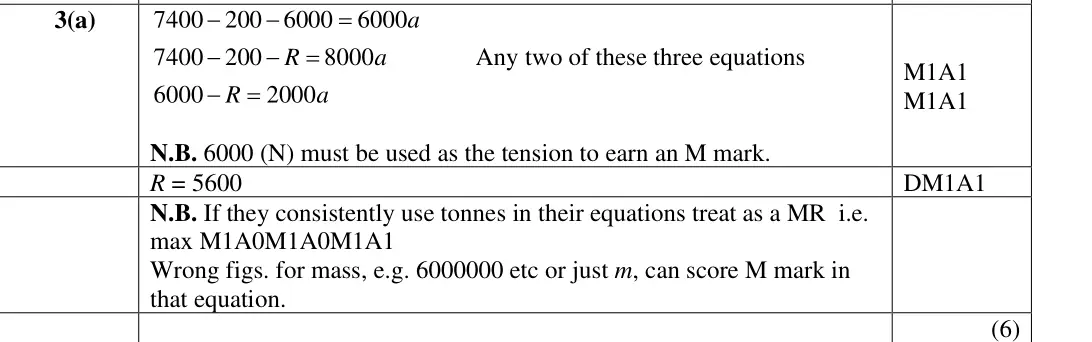 3(a) 7400 − 200 − 6000 = 6000a
7400 − 200 − R = 8000a Any two of these three equations
6000 − R = 2000a
M1A1
M1A1
N.B. 6000 (N) must be used as the tension to earn an M mark.
R = 5600 DM1A1
N.B. If they consistently use tonnes in their equations treat as a MR i.e.
max M1A0M1A0M1A1
Wrong figs. for mass, e.g. 6000000 etc or just m, can score M mark in
that equation.
(6)